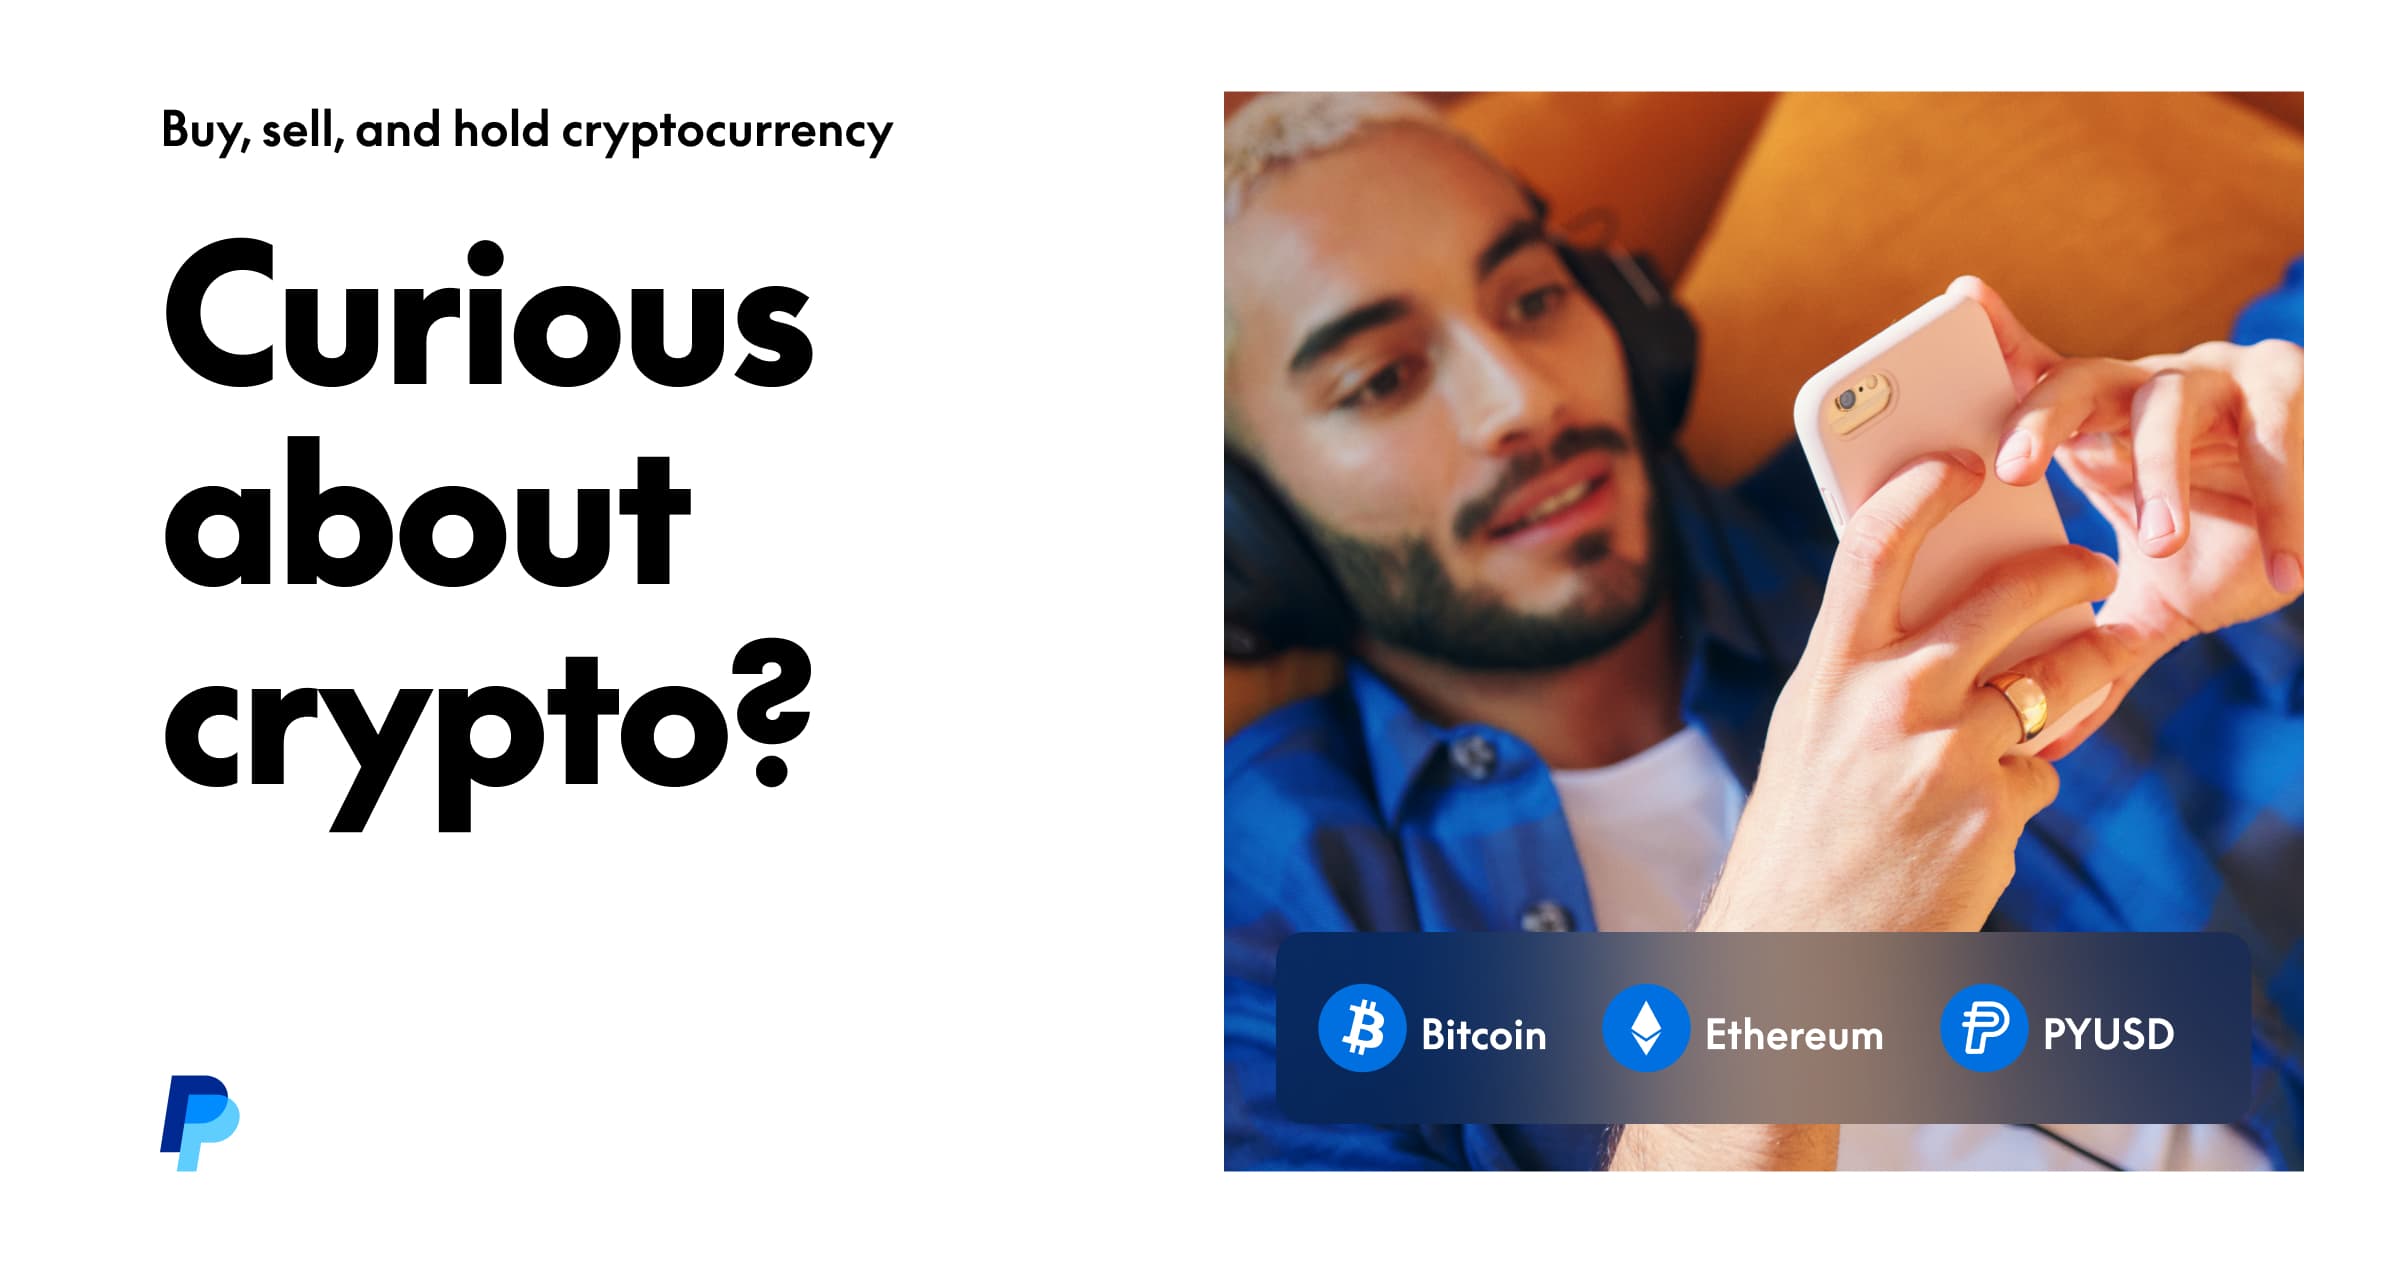 Buy, sell, and hold cryptocurrency
Curious
about
crypto?
Bitcoin
Ethereum
PYUSD